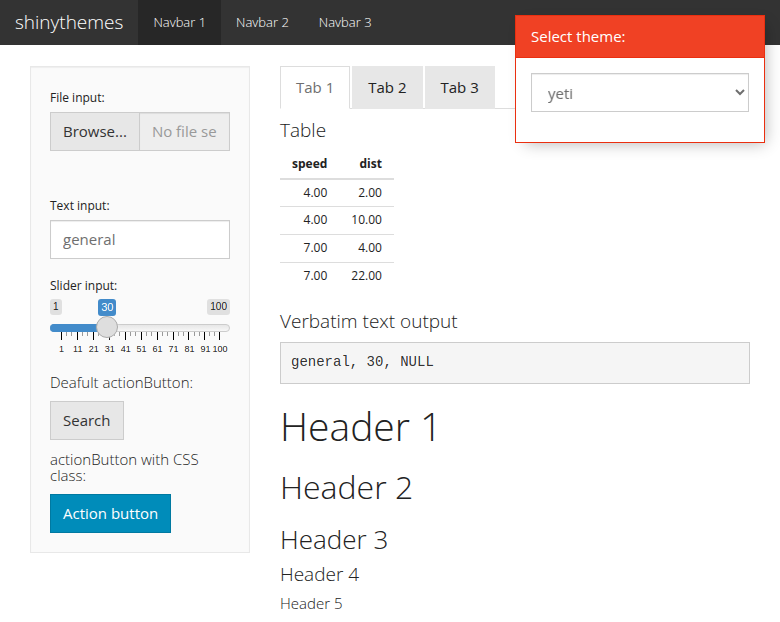 shinythemes Navbar 1 Navbar 2 Navbar 3
Select theme:
yeti
File input:
Browse... No file se
Text input:
general
Slider input:
1 30 100
1 11 21 31 41 51 61 71 81 91 100
Deafult actionButton:
Search
actionButton with CSS
class:
Action button
Tab 1 Tab 2 Tab 3
Table
speed dist
4.00 2.00
4.00 10.00
7.00 4.00
7.00 22.00
Verbatim text output
general, 30, NULL
Header 1
Header 2
Header 3
Header 4
Header 5